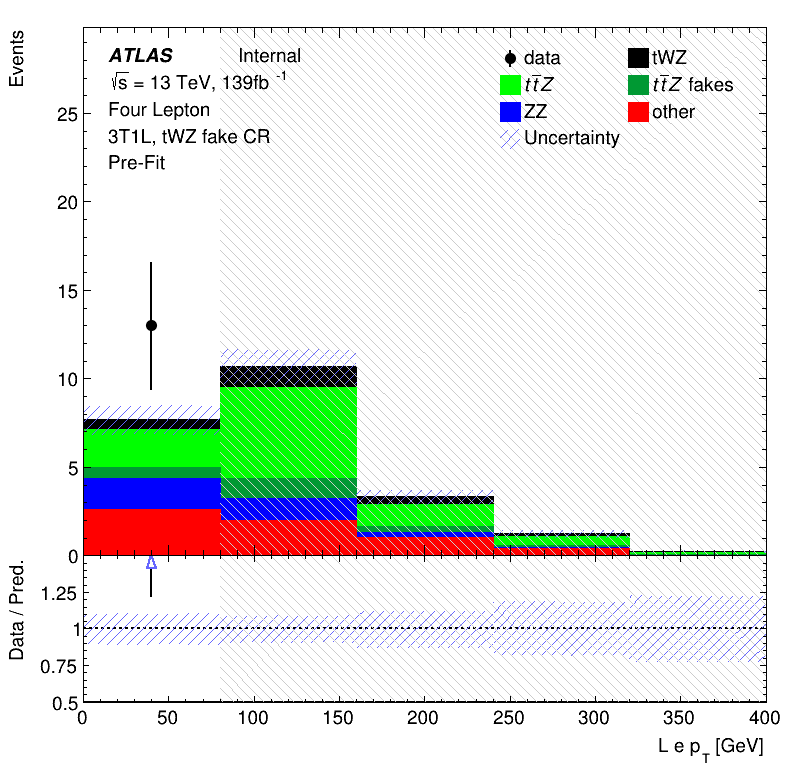 Events
ATLAS Internal
√s = 13 TeV, 139fb⁻¹
Four Lepton
3T1L, tWZ fake CR
Pre-Fit
data tWZ
tt̄Z tt̄Z fakes
ZZ other
Uncertainty
25
20
15
10
5
0
Data / Pred.
1.25
1
0.75
0.5
0 50 100 150 200 250 300 350 400
L e p_T [GeV]